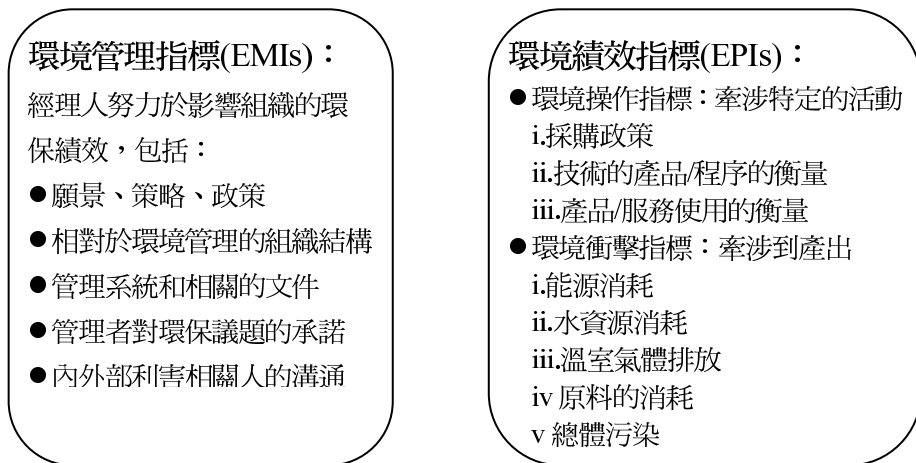 環境管理指標(EMIs)：
經理人努力於影響組織的環
保績效，包括：
●願景、策略、政策
●相對於環境管理的組織結構
●管理系統和相關的文件
●管理者對環保議題的承諾
●內外部利害相關人的溝通
環境績效指標(EPIs)：
●環境操作指標：牽涉特定的活動
i.採購政策
ii.技術的產品/程序的衡量
iii.產品/服務使用的衡量
●環境衝擊指標：牽涉到產出
i.能源消耗
ii.水資源消耗
iii.溫室氣體排放
iv 原料的消耗
v 總體污染